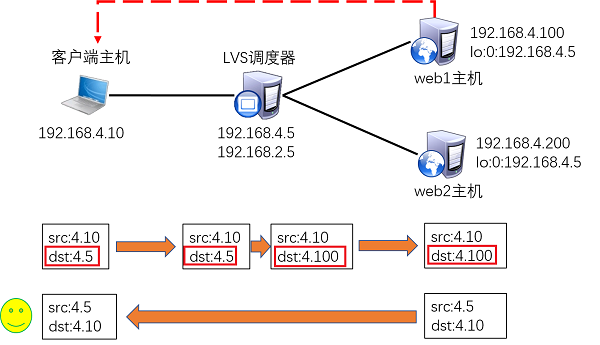 客户端主机
192.168.4.10
LVS调度器
192.168.4.5
192.168.2.5
192.168.4.100
lo:0:192.168.4.5
web1主机
192.168.4.200
lo:0:192.168.4.5
web2主机
src:4.10
dst:4.5
src:4.10
dst:4.5
src:4.10
dst:4.100
src:4.10
dst:4.100
src:4.5
dst:4.10
src:4.5
dst:4.10